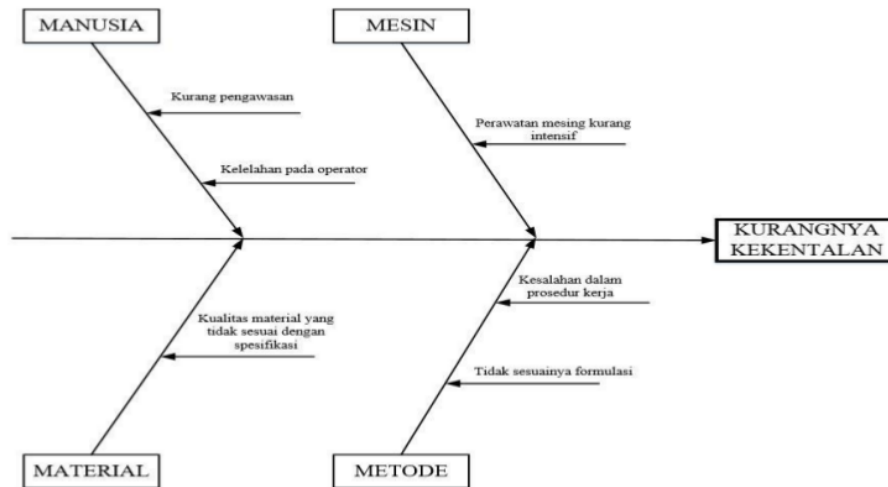 MANUSIA
MESIN
Kurang pengawasan
Perawatan mesing kurang
intensif
Kelelahan pada operator
KURANGNYA
KEKENTALAN
Kesalahan dalam
prosedur kerja
Kualitas material yang
tidak sesuai dengan
spesifikasi
Tidak sesuainya formulasi
MATERIAL
METODE